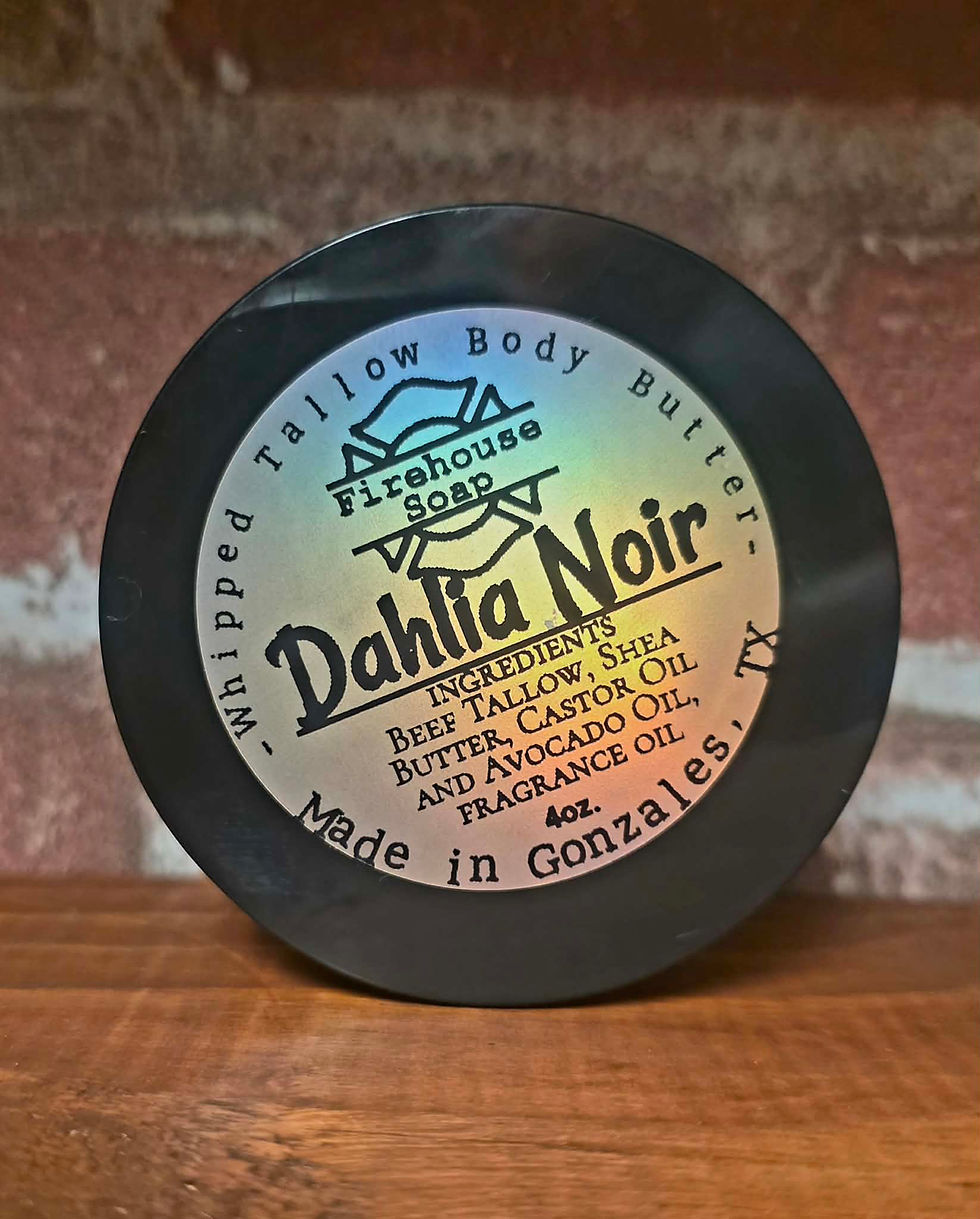 -Whipped Tallow Body Butter-
Firehouse
Soap
Dahlia Noir
INGREDIENTS
BEEF TALLOW, SHEA
BUTTER, CASTOR OIL
AND AVOCADO OIL,
FRAGRANCE OIL
4oz.
Made in Gonzales, TX